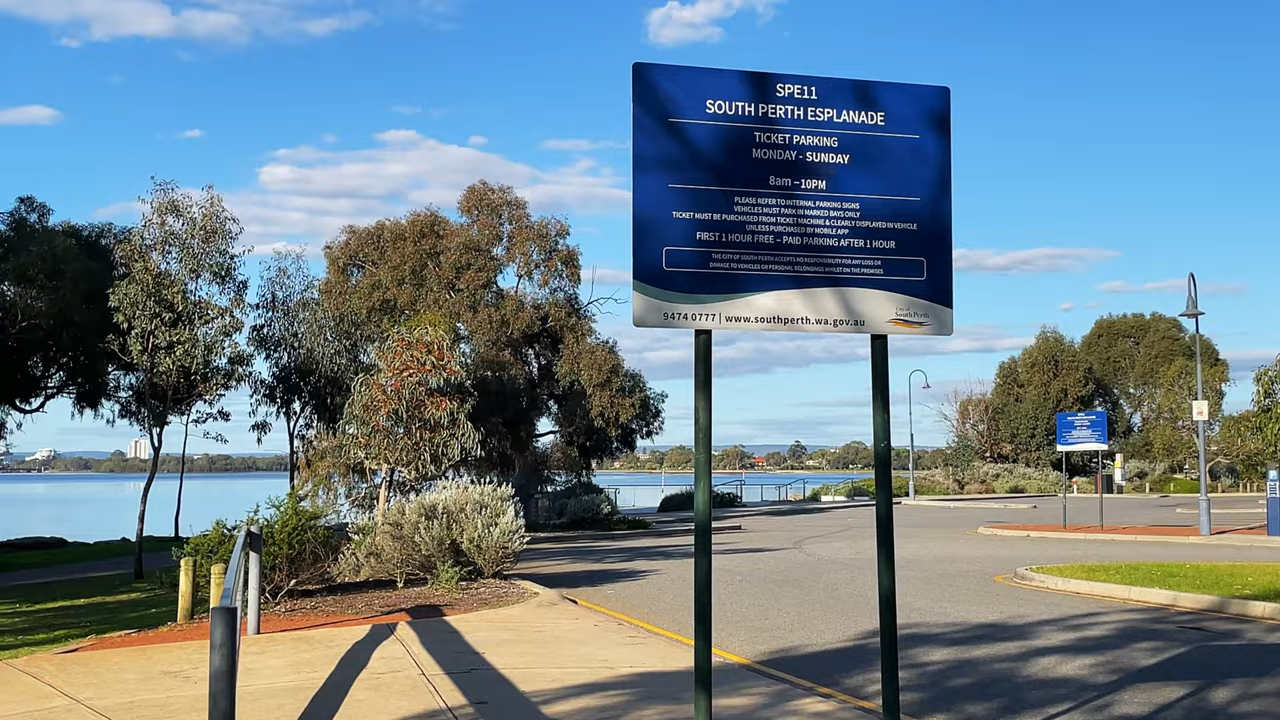 SPE11
SOUTH PERTH ESPLANADE
TICKET PARKING
MONDAY - SUNDAY
8am –10PM
PLEASE REFER TO INTERNAL PARKING SIGNS
VEHICLES MUST PARK IN MARKED BAYS ONLY
TICKET MUST BE PURCHASED FROM TICKET MACHINE & CLEARLY DISPLAYED IN VEHICLE
UNLESS PURCHASED BY MOBILE APP
FIRST 1 HOUR FREE – PAID PARKING AFTER 1 HOUR
THE CITY OF SOUTH PERTH ACCEPTS NO RESPONSIBILITY FOR ANY LOSS OR
DAMAGE TO VEHICLES OR PERSONAL BELONGINGS WHILST ON THE PREMISES
9474 0777 | www.southperth.wa.gov.au
City of
South Perth